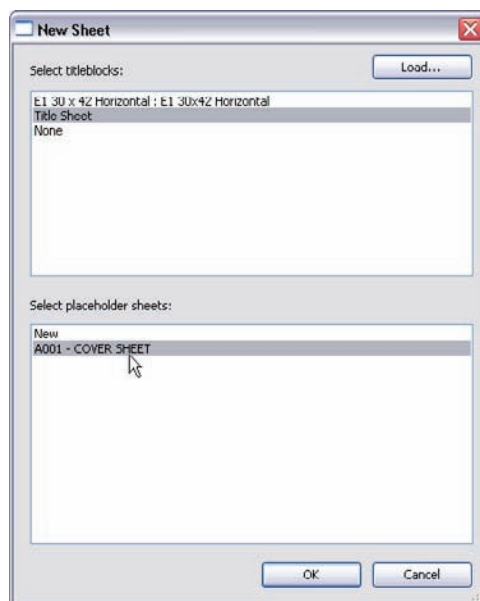 New Sheet
Select titleblocks:
Load...
E1 30 x 42 Horizontal : E1 30x42 Horizontal
Title Sheet
None
Select placeholder sheets:
New
A001 - COVER SHEET
OK
Cancel